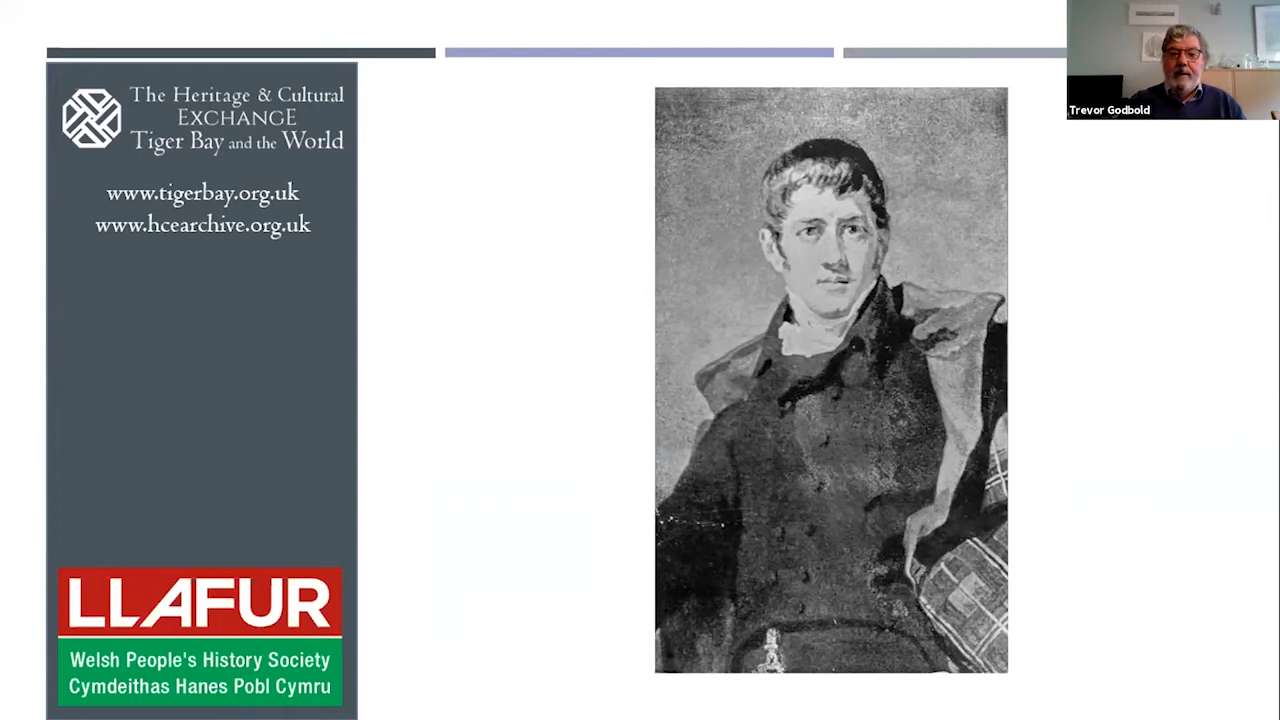 The Heritage & Cultural
EXCHANGE
Tiger Bay and the World
www.tigerbay.org.uk
www.hcearchive.org.uk
LLAFUR
Welsh People's History Society
Cymdeithas Hanes Pobl Cymru
Trevor Godbold